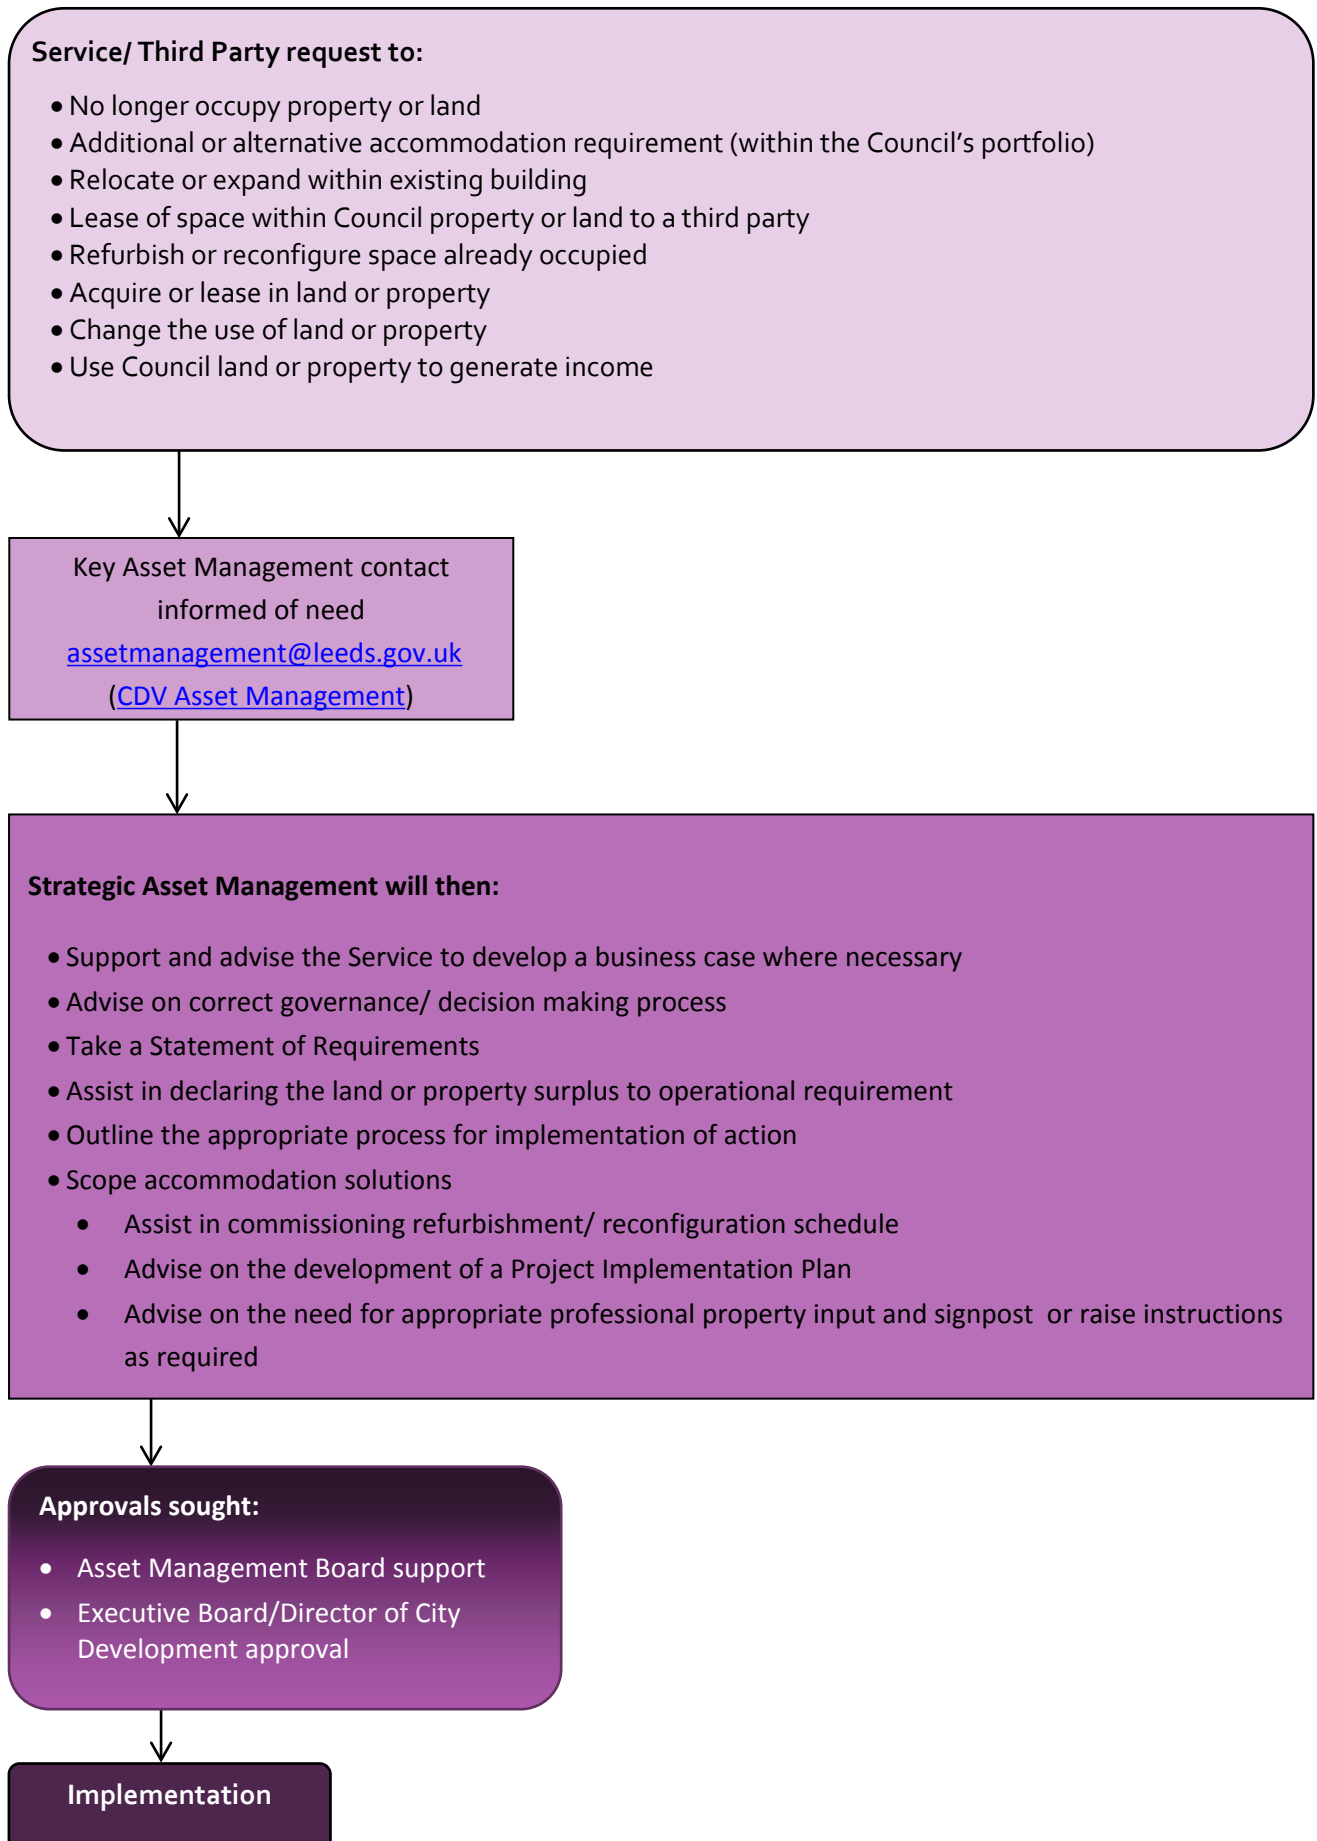 Service/ Third Party request to:
• No longer occupy property or land
• Additional or alternative accommodation requirement (within the Council's portfolio)
• Relocate or expand within existing building
• Lease of space within Council property or land to a third party
• Refurbish or reconfigure space already occupied
• Acquire or lease in land or property
• Change the use of land or property
• Use Council land or property to generate income
Key Asset Management contact
informed of need
assetmanagement@leeds.gov.uk
(CDV Asset Management)
Strategic Asset Management will then:
• Support and advise the Service to develop a business case where necessary
• Advise on correct governance/ decision making process
• Take a Statement of Requirements
• Assist in declaring the land or property surplus to operational requirement
• Outline the appropriate process for implementation of action
• Scope accommodation solutions
• Assist in commissioning refurbishment/ reconfiguration schedule
• Advise on the development of a Project Implementation Plan
• Advise on the need for appropriate professional property input and signpost  or raise instructions
as required
Approvals sought:
• Asset Management Board support
• Executive Board/Director of City
Development approval
Implementation